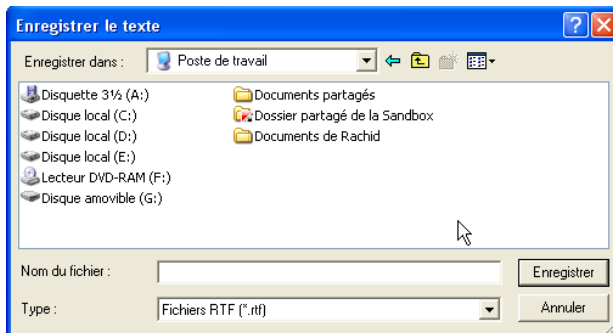 Enregistrer le texte
Enregistrer dans : Poste de travail
Disquette 3½ (A:)
Disque local (C:)
Disque local (D:)
Disque local (E:)
Lecteur DVD-RAM (F:)
Disque amovible (G:)
Documents partagés
Dossier partagé de la Sandbox
Documents de Rachid
Nom du fichier :
Enregistrer
Type : Fichiers RTF (*.rtf)
Annuler